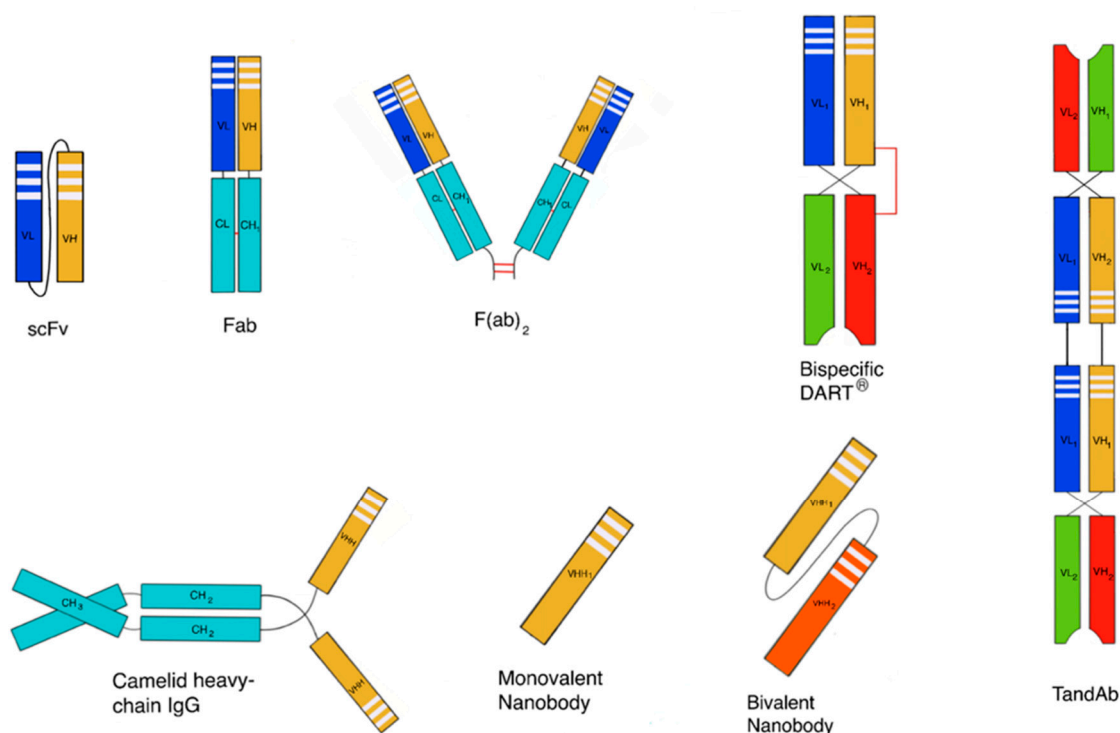 VL
VH
scFv
VL
VH
CL
CH₁
Fab
VL
VH
CL
CH₁
VH
CH₁
CL
F(ab)₂
VL₁
VH₁
VL₂
VH₂
Bispecific
DART®
VL₂
VH₁
VL₁
VH₂
VL₁
VH₁
VL₂
VH₂
TandAb
CH₃
CH₂
CH₂
VHH
VHH
Camelid heavy-
chain IgG
VHH₁
Monovalent
Nanobody
VHH₁
VHH₂
Bivalent
Nanobody